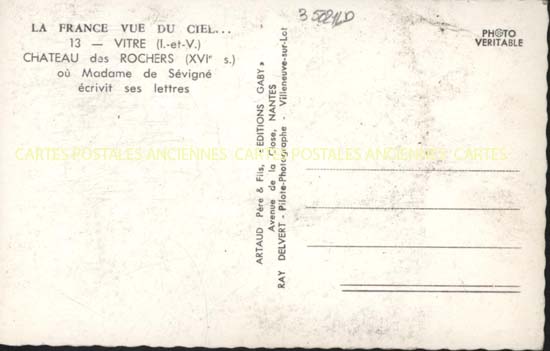 LA FRANCE VUE DU CIEL...
13 — VITRE (I.-et-V.)
CHATEAU des ROCHERS (XVIe s.)
où Madame de Sévigné
écrivit ses lettres
PHOTO
VERITABLE
ARTAUD Père & Fils, «EDITIONS GABY»
Avenue de la Close, NANTES
RAY DELVERT - Pilote-Photographe - Villeneuve-sur-Lot
CARTES POSTALES ANCIENNES CARTES POSTALES ANCIENNES CARTES